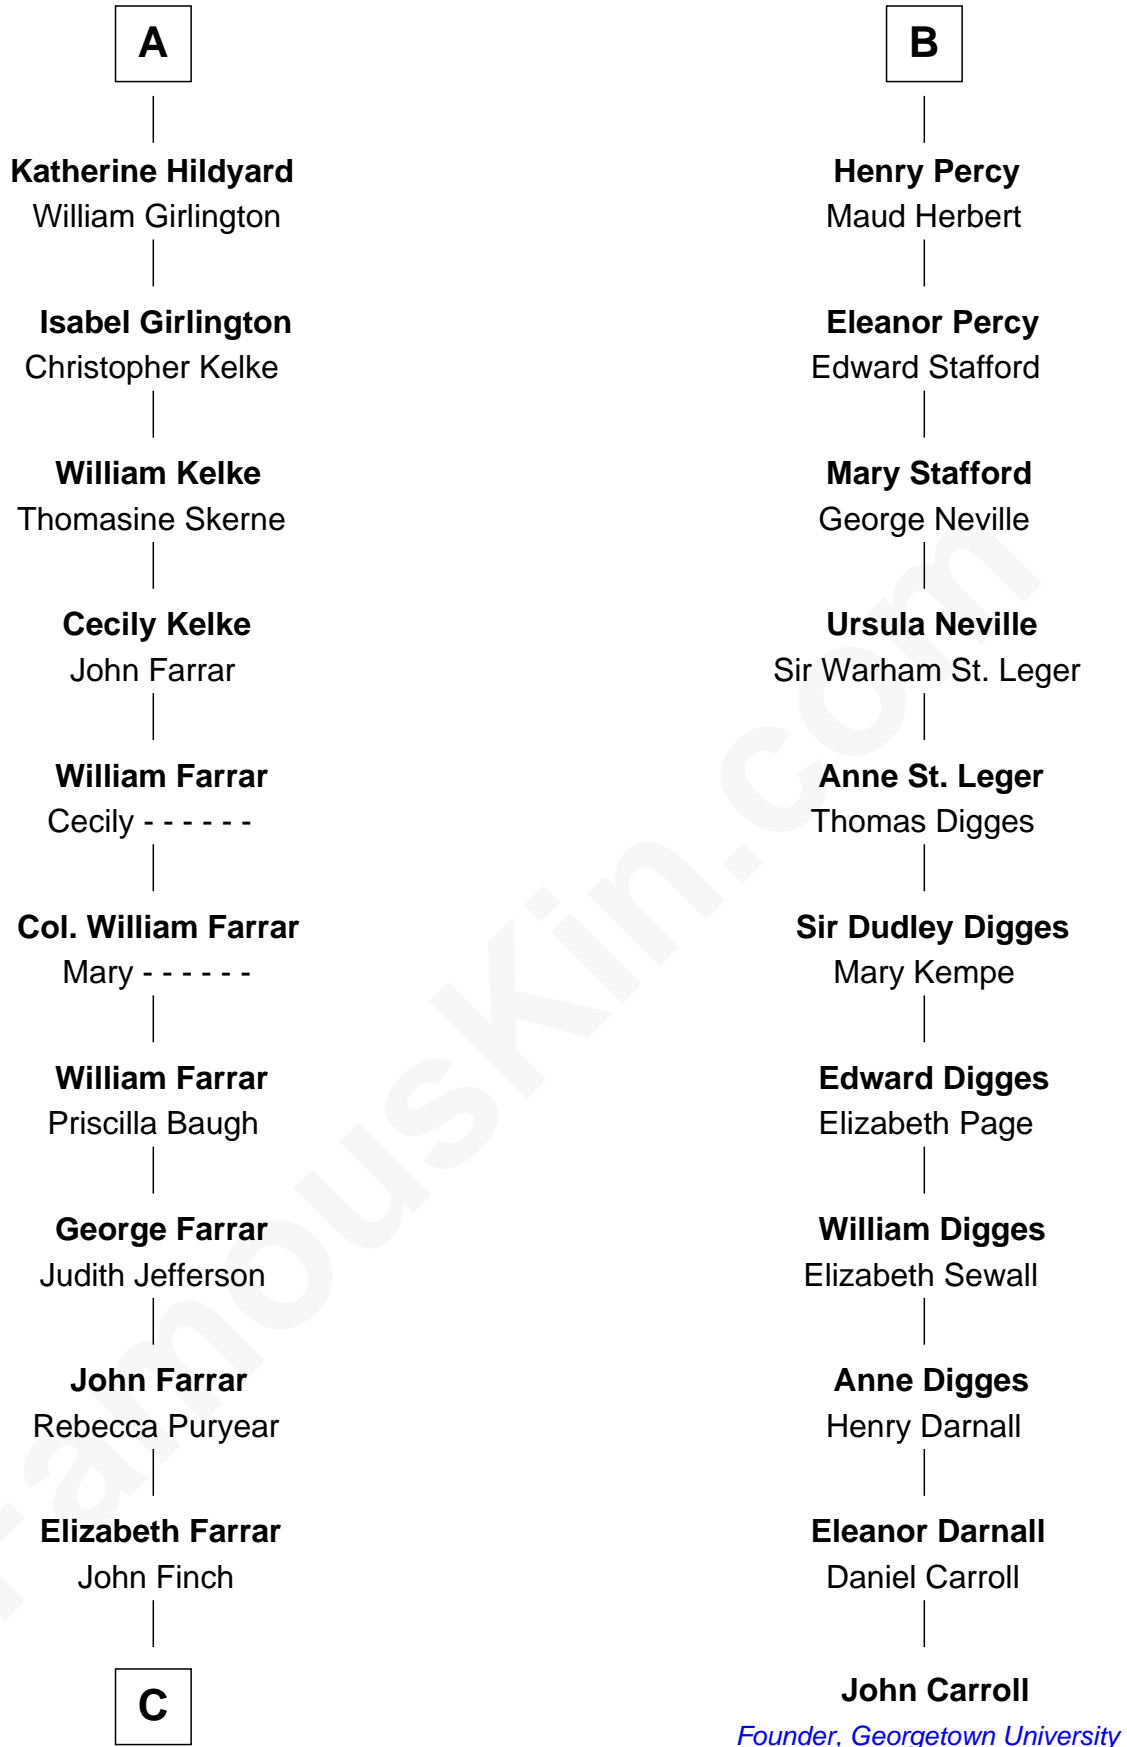 A
Katherine Hildyard
William Girlington
Isabel Girlington
Christopher Kelke
William Kelke
Thomasine Skerne
Cecily Kelke
John Farrar
William Farrar
Cecily - - - - - -
Col. William Farrar
Mary - - - - - -
William Farrar
Priscilla Baugh
George Farrar
Judith Jefferson
John Farrar
Rebecca Puryear
Elizabeth Farrar
John Finch
C
B
Henry Percy
Maud Herbert
Eleanor Percy
Edward Stafford
Mary Stafford
George Neville
Ursula Neville
Sir Warham St. Leger
Anne St. Leger
Thomas Digges
Sir Dudley Digges
Mary Kempe
Edward Digges
Elizabeth Page
William Digges
Elizabeth Sewall
Anne Digges
Henry Darnall
Eleanor Darnall
Daniel Carroll
John Carroll
Founder, Georgetown University
FamousKin.com